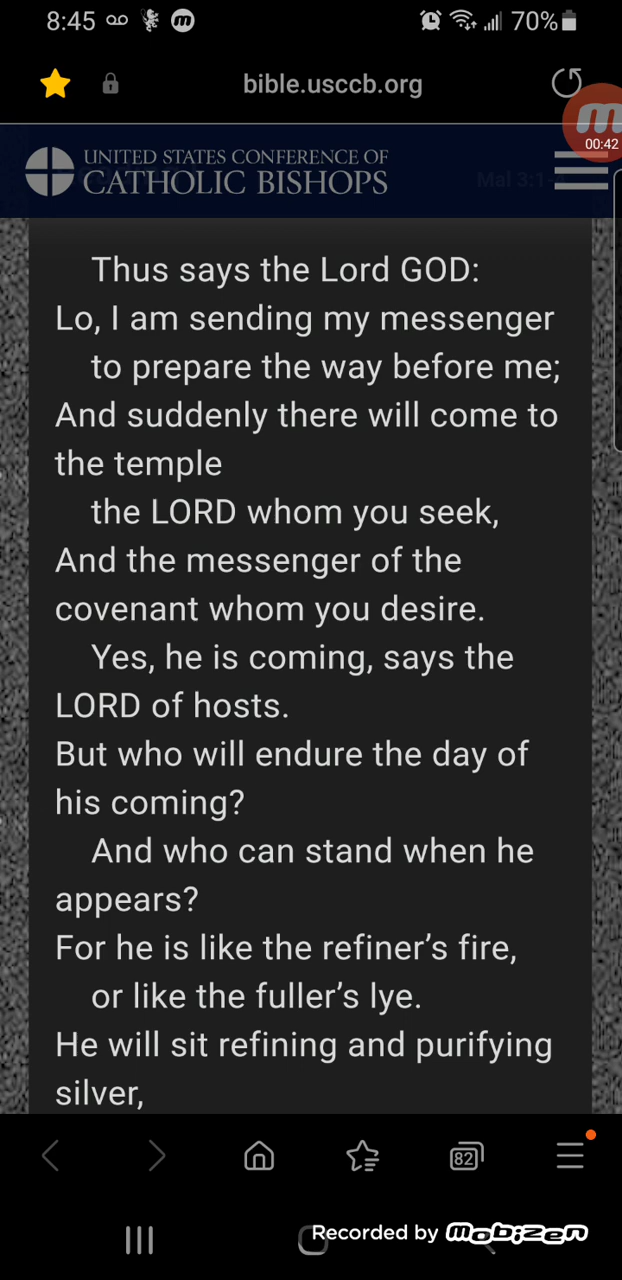 8:45
70%
bible.usccb.org
00:42
UNITED STATES CONFERENCE OF
CATHOLIC BISHOPS
Mal 3:1-
Thus says the Lord GOD:
Lo, I am sending my messenger
to prepare the way before me;
And suddenly there will come to
the temple
the LORD whom you seek,
And the messenger of the
covenant whom you desire.
Yes, he is coming, says the
LORD of hosts.
But who will endure the day of
his coming?
And who can stand when he
appears?
For he is like the refiner’s fire,
or like the fuller’s lye.
He will sit refining and purifying
silver,
82
Recorded by mobizen